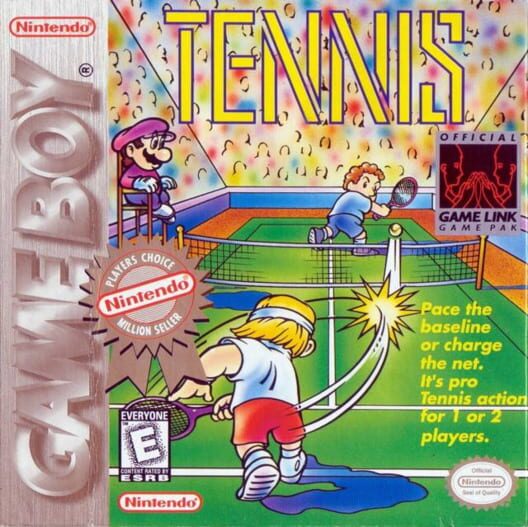 Nintendo
GAME BOY
®
TENNIS
OFFICIAL
GAME LINK
GAME PAK
PLAYERS CHOICE
Nintendo
MILLION SELLER
Pace the
baseline
or charge
the net.
It's pro
Tennis action
for 1 or 2
players.
EVERYONE
E
CONTENT RATED BY
ESRB
Nintendo
Official
Nintendo
Seal of Quality